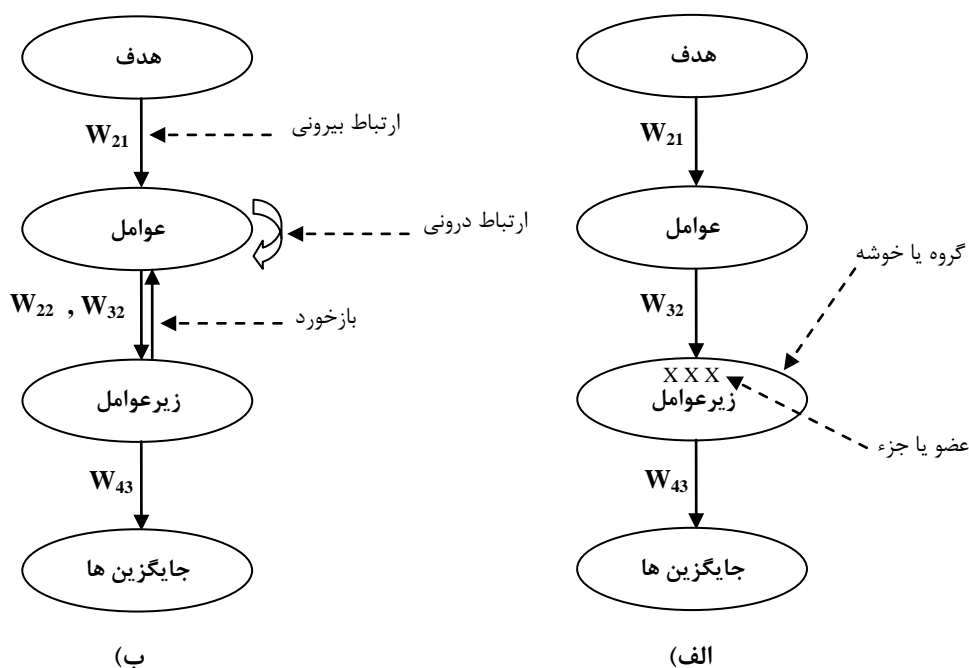 هدف
W21
عوامل
W32
گروه یا خوشه
X X X
زیرعوامل
عضو یا جزء
W43
جایگزین ها
الف)
هدف
W21
ارتباط بیرونی
عوامل
ارتباط درونی
W22 , W32
بازخورد
زیرعوامل
W43
جایگزین ها
ب)